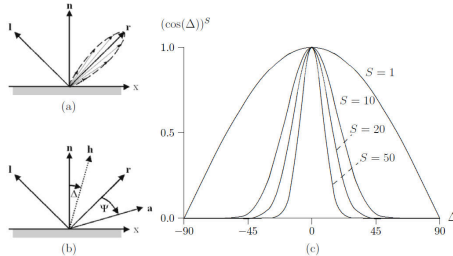 (cos(Δ))^S
l n r
x
(a)
l n h r
Δ Ψ a
x
(b)
1.0
0.5
0.0
S = 1
S = 10
S = 20
S = 50
−90 −45 0 45 90 Δ
(c)